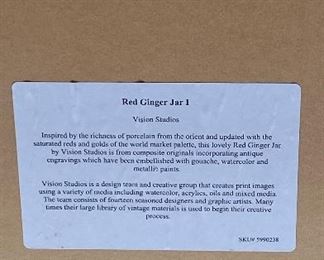 Red Ginger Jar I
Vision Studios
Inspired by the richness of porcelain from the orient and updated with the
saturated reds and golds of the world market palette, this lovely Red Ginger Jar
by Vision Studios is from composite originals incorporating antique
engravings which have been embellished with gouache, watercolor and
metallic paints.
Vision Studios is a design team and creative group that creates print images
using a variety of media including watercolor, acrylics, oils and mixed media.
The team consists of fourteen seasoned designers and graphic artists. Many
times their large library of vintage materials is used to begin their creative
process.
SKU# 5990238